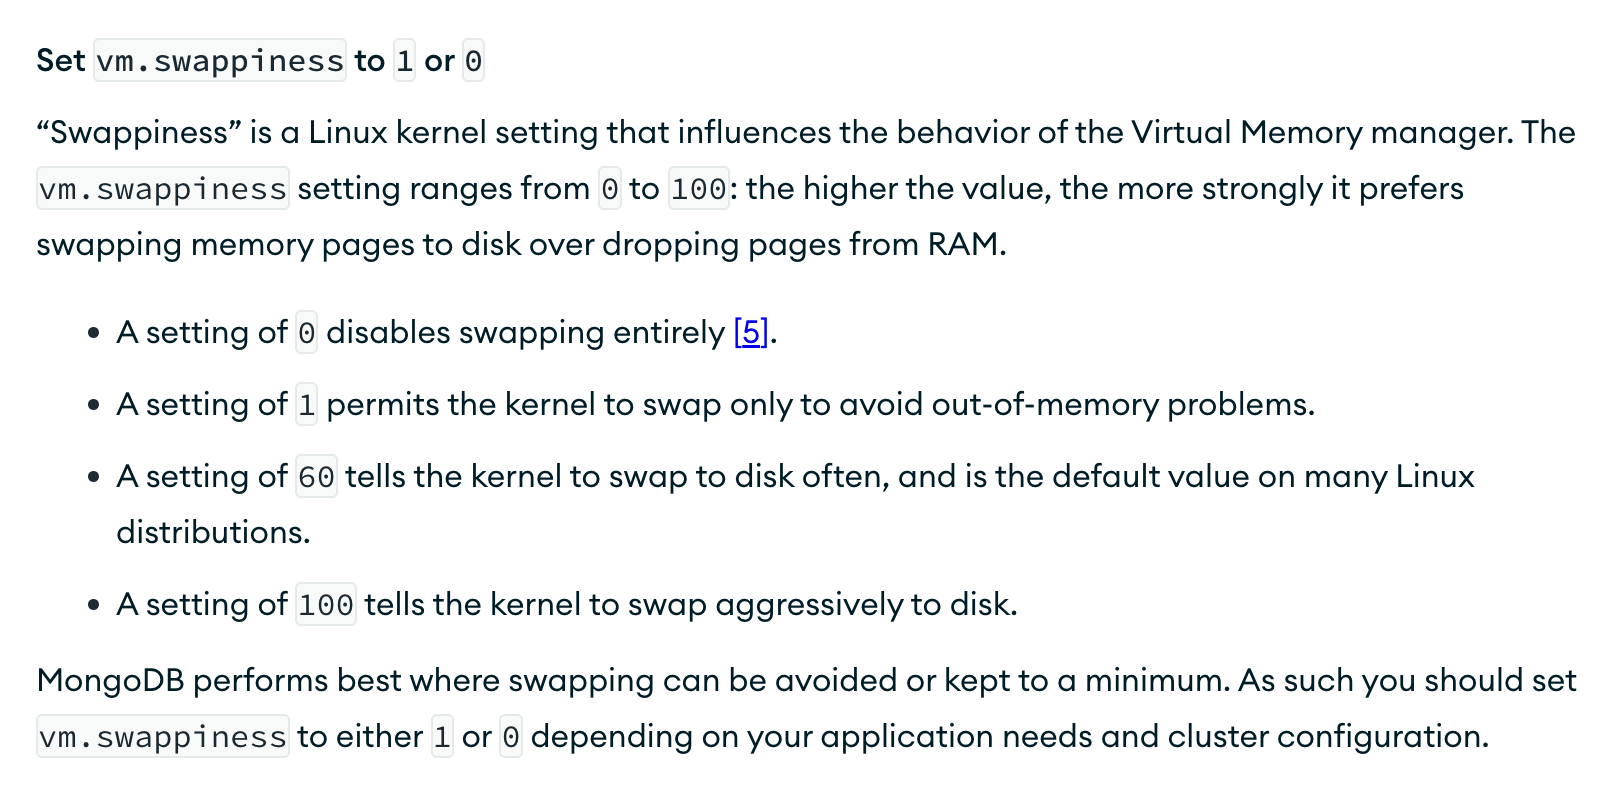 Set vm.swappiness to 1 or 0
“Swappiness” is a Linux kernel setting that influences the behavior of the Virtual Memory manager. The
vm.swappiness setting ranges from 0 to 100: the higher the value, the more strongly it prefers
swapping memory pages to disk over dropping pages from RAM.
• A setting of 0 disables swapping entirely [5].
• A setting of 1 permits the kernel to swap only to avoid out-of-memory problems.
• A setting of 60 tells the kernel to swap to disk often, and is the default value on many Linux
distributions.
• A setting of 100 tells the kernel to swap aggressively to disk.
MongoDB performs best where swapping can be avoided or kept to a minimum. As such you should set
vm.swappiness to either 1 or 0 depending on your application needs and cluster configuration.